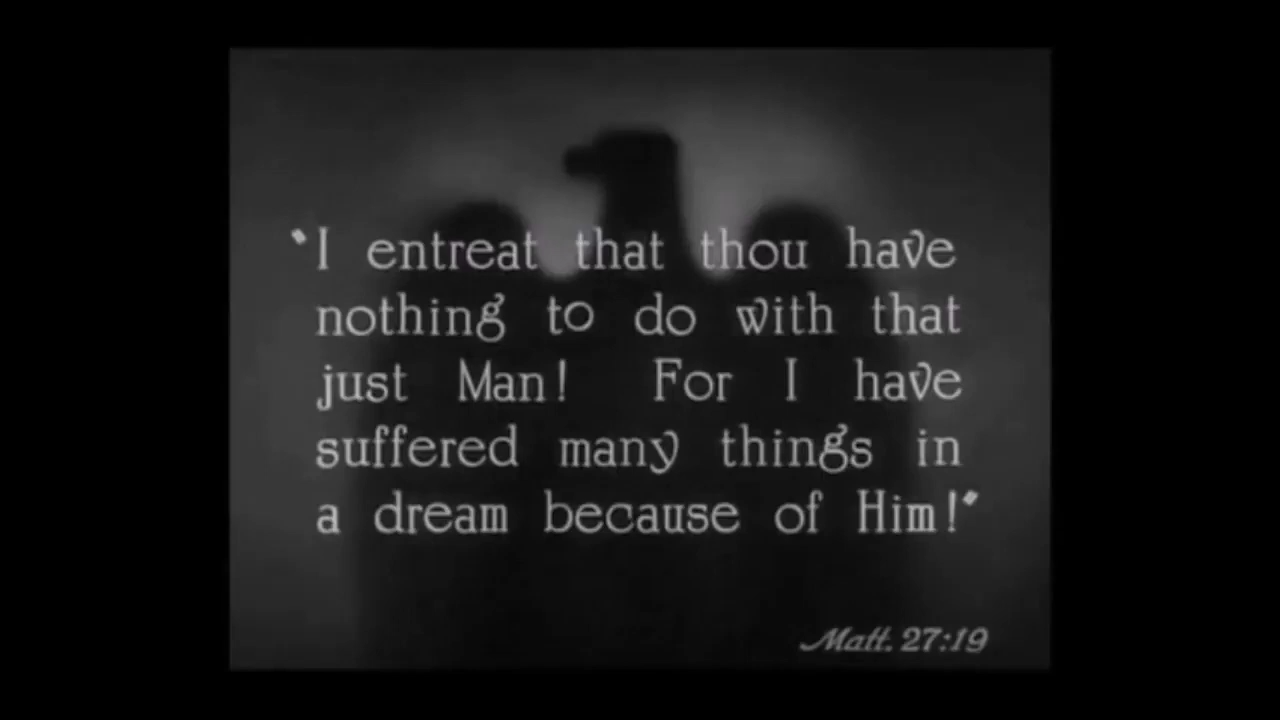 "I entreat that thou have
nothing to do with that
just Man! For I have
suffered many things in
a dream because of Him!"
Matt. 27:19